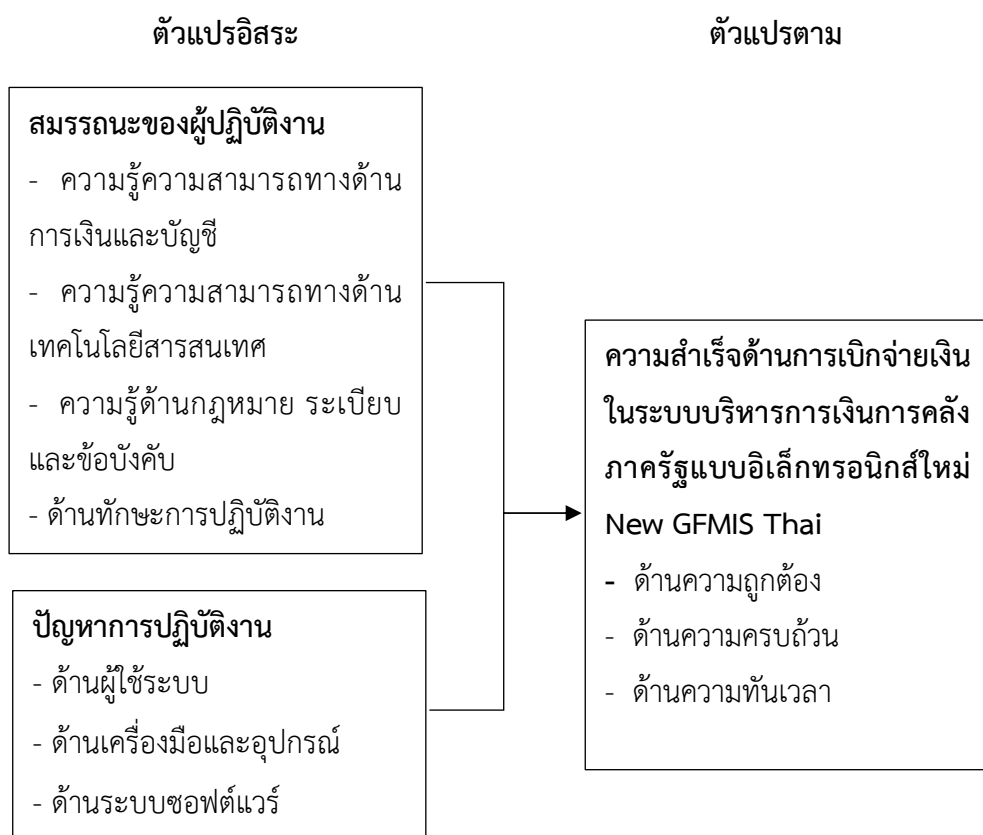 ตัวแปรอิสระ
ตัวแปรตาม
สมรรถนะของผู้ปฏิบัติงาน
- ความรู้ความสามารถทางด้าน
การเงินและบัญชี
- ความรู้ความสามารถทางด้าน
เทคโนโลยีสารสนเทศ
- ความรู้ด้านกฎหมาย ระเบียบ
และข้อบังคับ
- ด้านทักษะการปฏิบัติงาน
ปัญหาการปฏิบัติงาน
- ด้านผู้ใช้ระบบ
- ด้านเครื่องมือและอุปกรณ์
- ด้านระบบซอฟต์แวร์
ความสำเร็จด้านการเบิกจ่ายเงิน
ในระบบบริหารการเงินการคลัง
ภาครัฐแบบอิเล็กทรอนิกส์ใหม่
New GFMIS Thai
- ด้านความถูกต้อง
- ด้านความครบถ้วน
- ด้านความทันเวลา